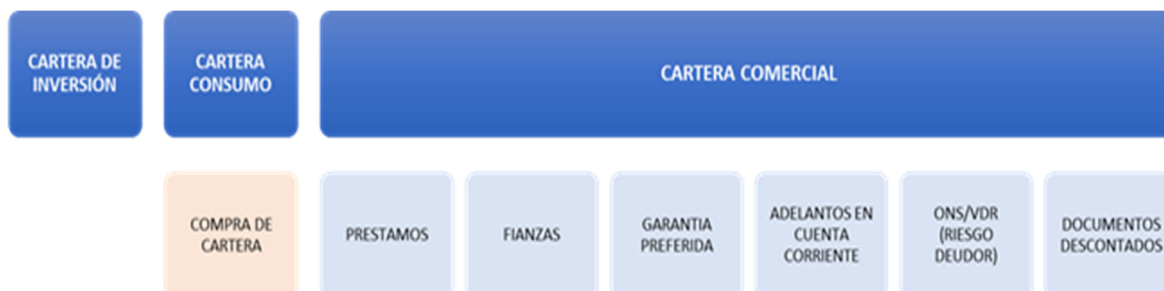 CARTERA DE
INVERSIÓN
CARTERA
CONSUMO
CARTERA COMERCIAL
COMPRA DE
CARTERA
PRESTAMOS
FIANZAS
GARANTIA
PREFERIDA
ADELANTOS EN
CUENTA
CORRIENTE
ONS/VDR
(RIESGO
DEUDOR)
DOCUMENTOS
DESCONTADOS